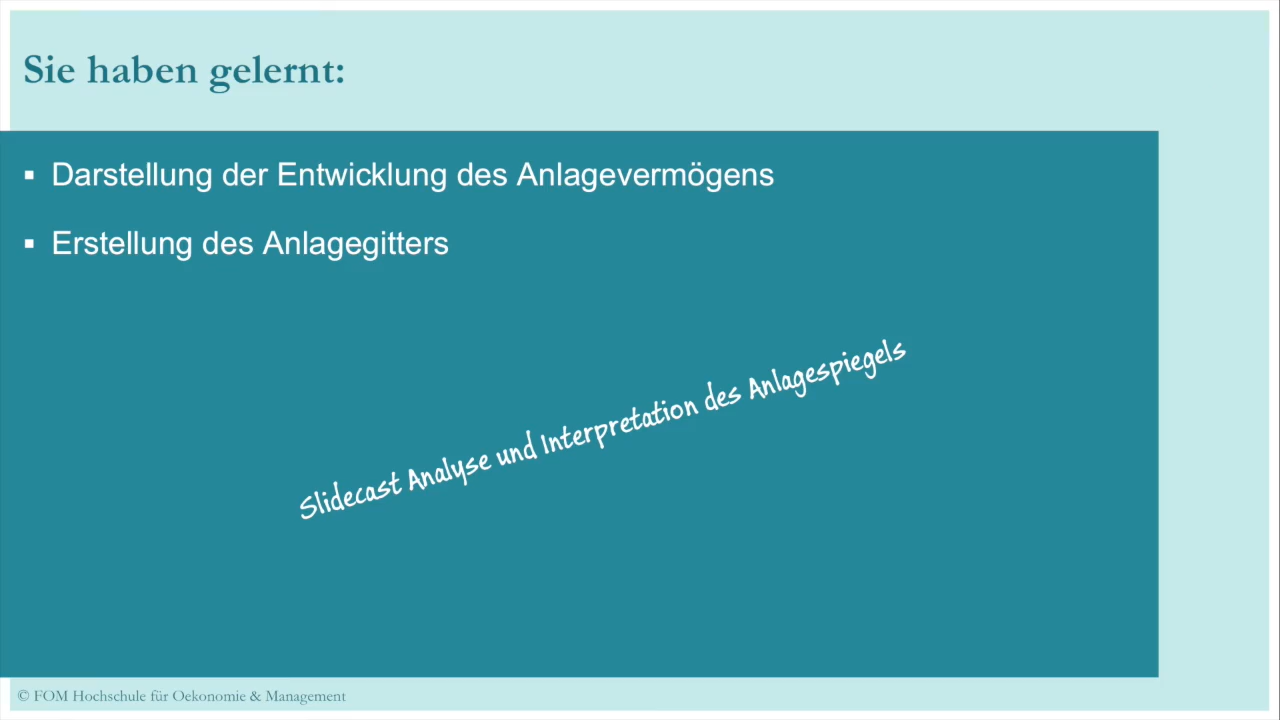 Sie haben gelernt:
▪ Darstellung der Entwicklung des Anlagevermögens
▪ Erstellung des Anlagegitters
Slidecast Analyse und Interpretation des Anlagespiegels
© FOM Hochschule für Oekonomie & Management